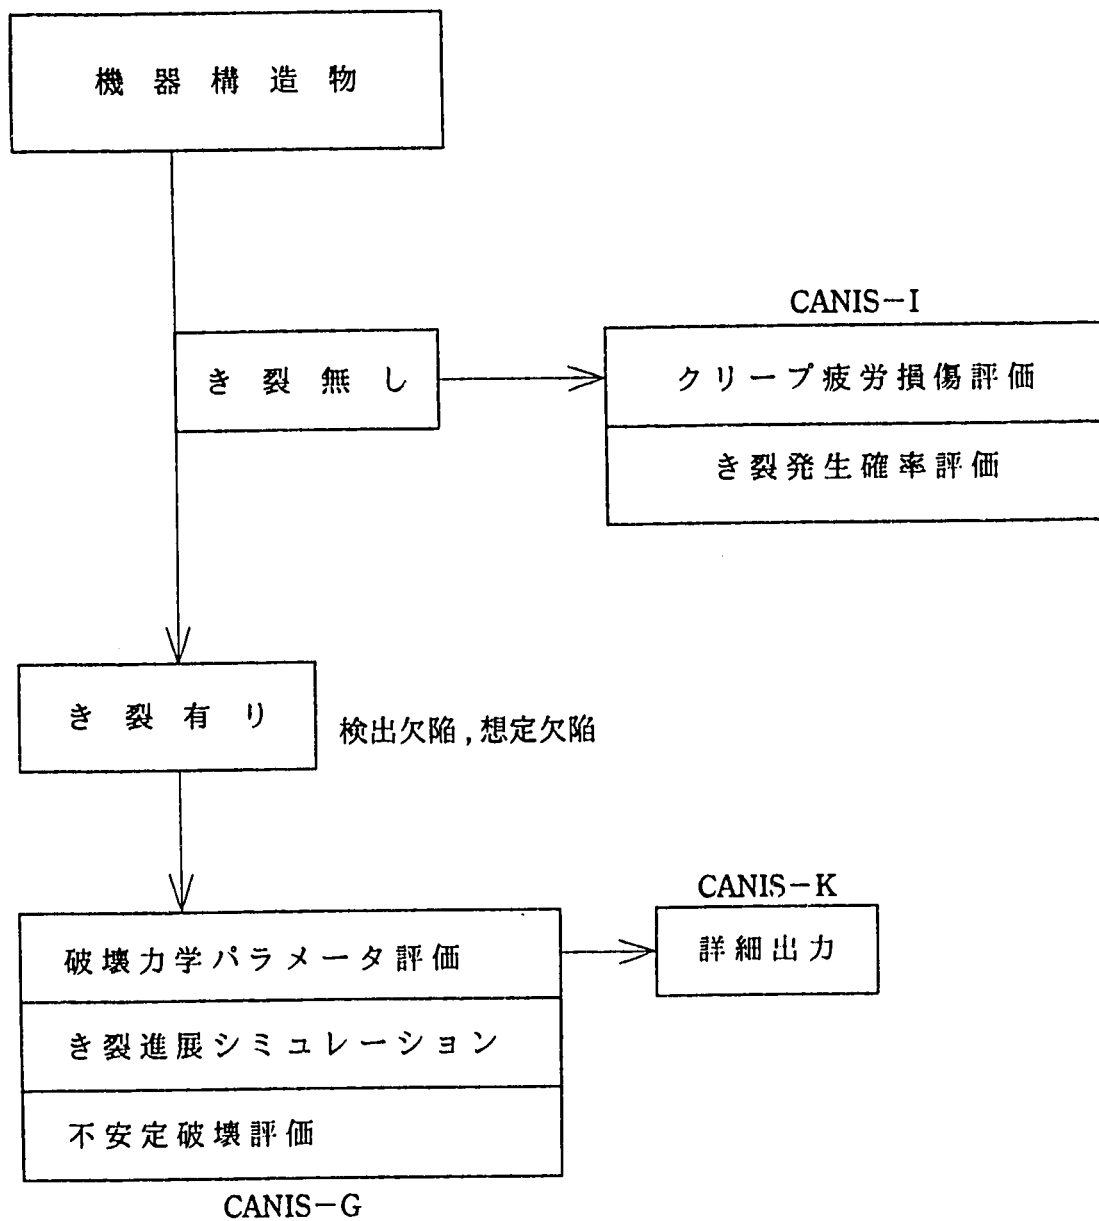 機器構造物
CANIS-I
き裂無し
クリープ疲労損傷評価
き裂発生確率評価
き裂有り
検出欠陥,想定欠陥
CANIS-K
破壊力学パラメータ評価
詳細出力
き裂進展シミュレーション
不安定破壊評価
CANIS-G